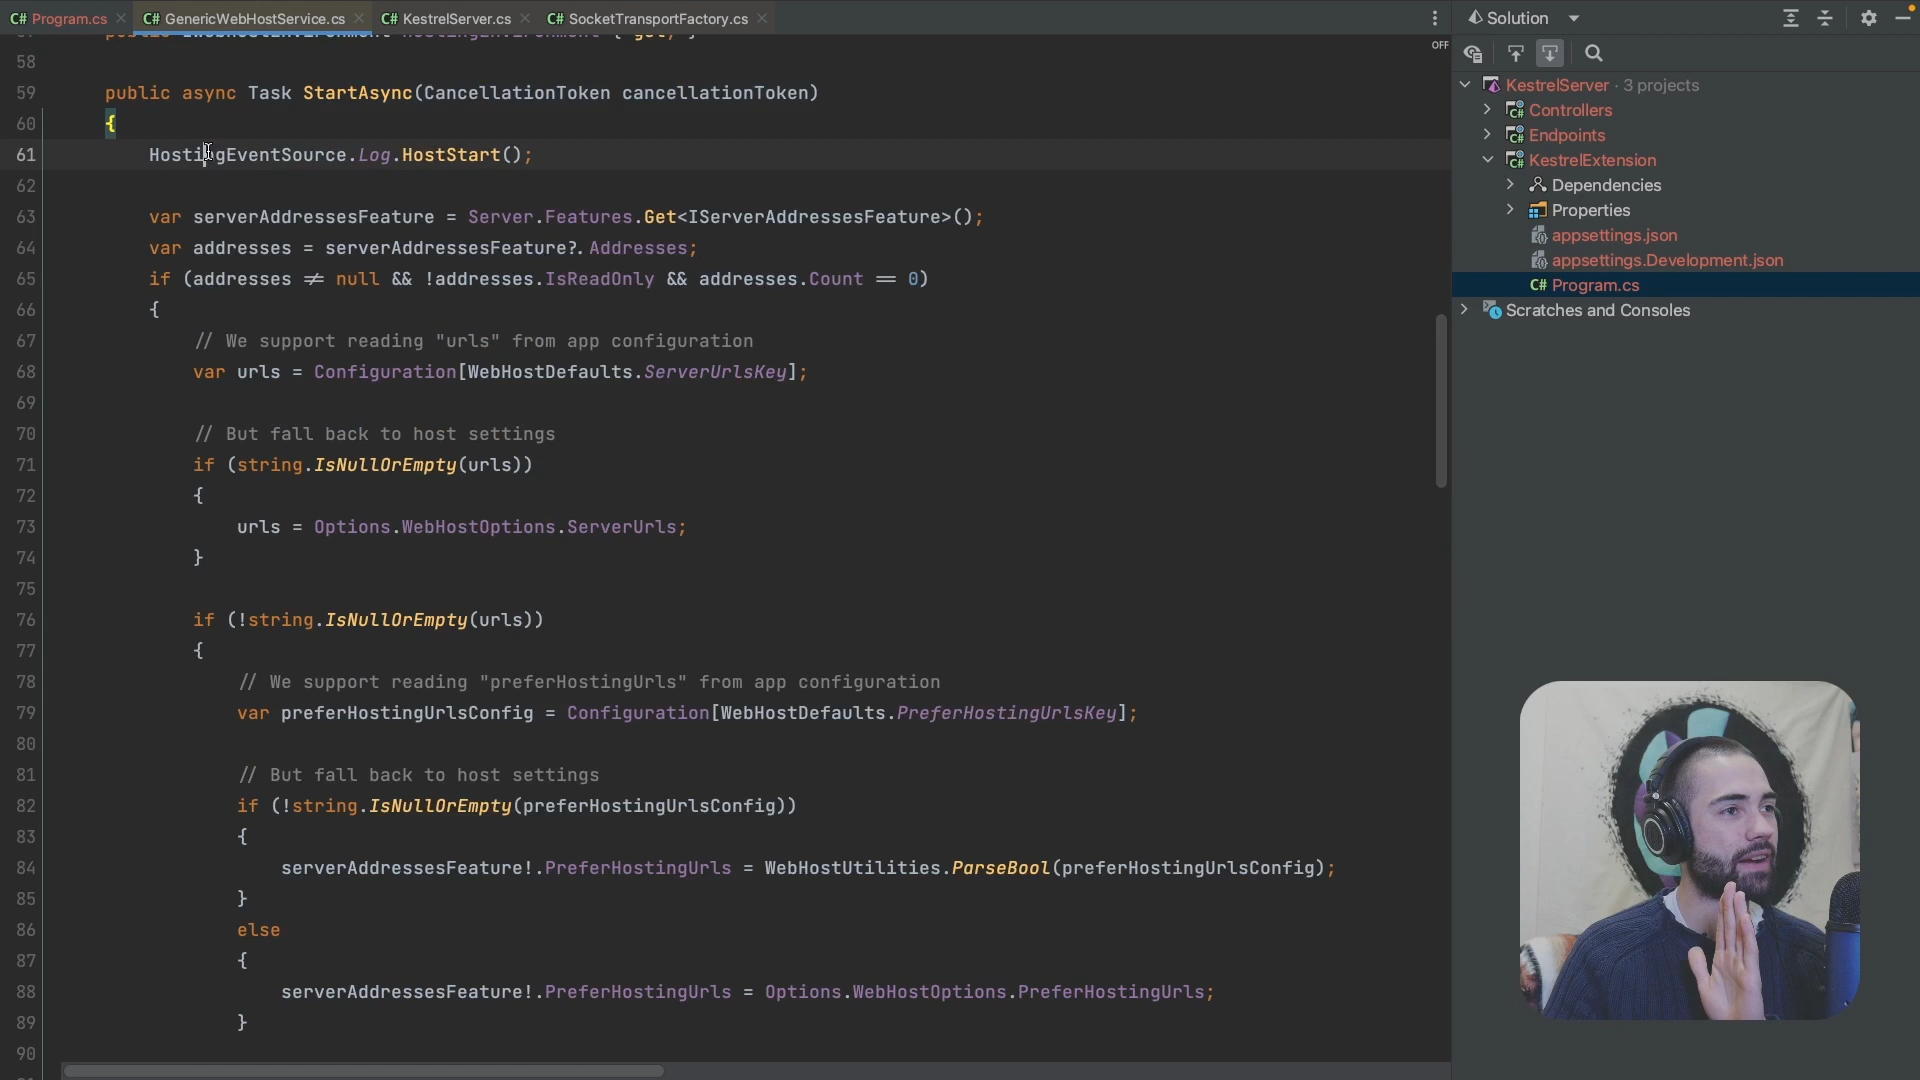 Program.cs
GenericWebHostService.cs
KestrelServer.cs
SocketTransportFactory.cs
Solution
OFF
58
59 public async Task StartAsync(CancellationToken cancellationToken)
60 {
61 HostingEventSource.Log.HostStart();
62
63 var serverAddressesFeature = Server.Features.Get<IServerAddressesFeature>();
64 var addresses = serverAddressesFeature?.Addresses;
65 if (addresses ≠ null && !addresses.IsReadOnly && addresses.Count == 0)
66 {
67 // We support reading "urls" from app configuration
68 var urls = Configuration[WebHostDefaults.ServerUrlsKey];
69
70 // But fall back to host settings
71 if (string.IsNullOrEmpty(urls))
72 {
73 urls = Options.WebHostOptions.ServerUrls;
74 }
75
76 if (!string.IsNullOrEmpty(urls))
77 {
78 // We support reading "preferHostingUrls" from app configuration
79 var preferHostingUrlsConfig = Configuration[WebHostDefaults.PreferHostingUrlsKey];
80
81 // But fall back to host settings
82 if (!string.IsNullOrEmpty(preferHostingUrlsConfig))
83 {
84 serverAddressesFeature!.PreferHostingUrls = WebHostUtilities.ParseBool(preferHostingUrlsConfig);
85 }
86 else
87 {
88 serverAddressesFeature!.PreferHostingUrls = Options.WebHostOptions.PreferHostingUrls;
89 }
90
KestrelServer · 3 projects
Controllers
Endpoints
KestrelExtension
Dependencies
Properties
appsettings.json
appsettings.Development.json
C# Program.cs
Scratches and Consoles